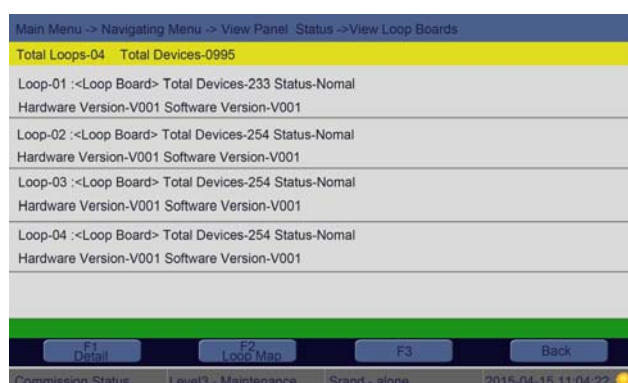 Main Menu -> Navigating Menu -> View Panel Status ->View Loop Boards
Total Loops-04 Total Devices-0995
Loop-01 :<Loop Board> Total Devices-233 Status-Nomal
Hardware Version-V001 Software Version-V001
Loop-02 :<Loop Board> Total Devices-254 Status-Nomal
Hardware Version-V001 Software Version-V001
Loop-03 :<Loop Board> Total Devices-254 Status-Nomal
Hardware Version-V001 Software Version-V001
Loop-04 :<Loop Board> Total Devices-254 Status-Nomal
Hardware Version-V001 Software Version-V001
F1 F2 F3 Back
Detail Loop Map
Commission Status Level3 - Maintenance Srand - alone 2015-04-15 11:04:22